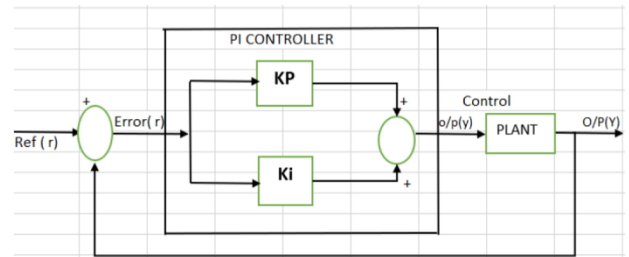 PI CONTROLLER
KP
+
+
Control
Error( r)
o/p(y)
PLANT
O/P(Y)
Ref ( r)
Ki
+